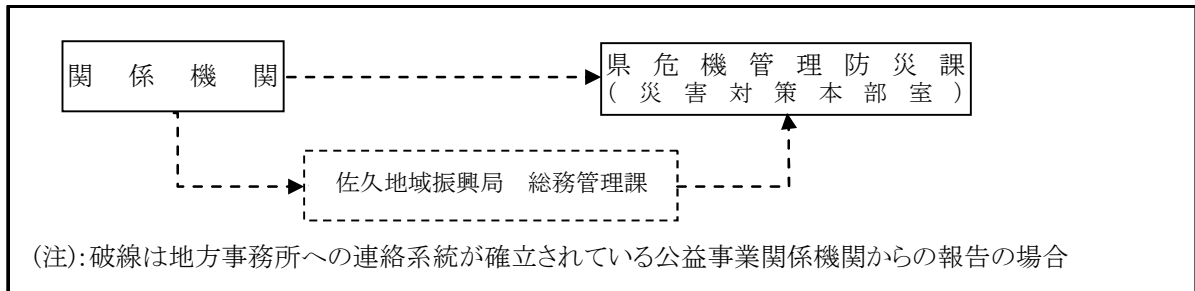 関係機関
県危機管理防災課
(災害対策本部室)
佐久地域振興局 総務管理課
(注):破線は地方事務所への連絡系統が確立されている公益事業関係機関からの報告の場合